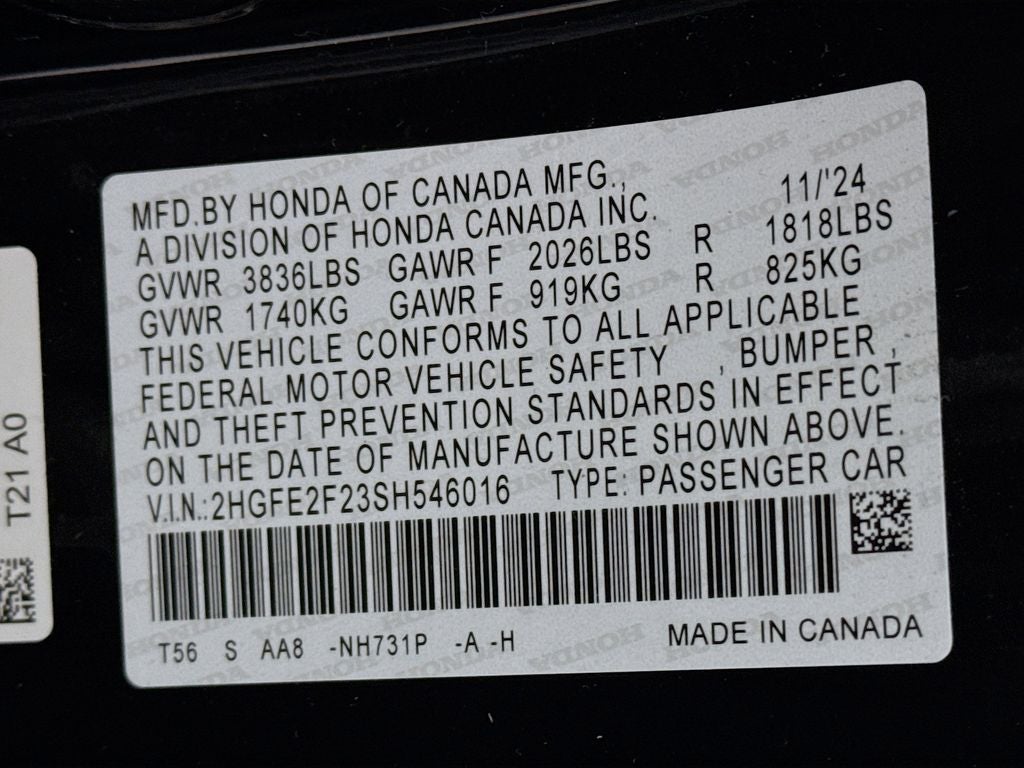 MFD.BY HONDA OF CANADA MFG., 11/'24
A DIVISION OF HONDA CANADA INC.
GVWR 3836LBS GAWR F 2026LBS R 1818LBS
GVWR 1740KG GAWR F 919KG R 825KG
THIS VEHICLE CONFORMS TO ALL APPLICABLE
FEDERAL MOTOR VEHICLE SAFETY , BUMPER ,
AND THEFT PREVENTION STANDARDS IN EFFECT
ON THE DATE OF MANUFACTURE SHOWN ABOVE.
V.I.N.:2HGFE2F23SH546016 TYPE: PASSENGER CAR
T56 S AA8 -NH731P -A -H MADE IN CANADA
T21 A0